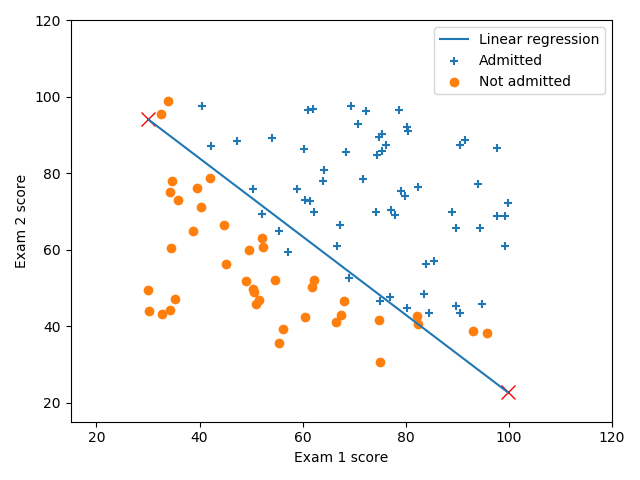 120
100
80
60
40
20
Exam 2 score
Linear regression
Admitted
Not admitted
20 40 60 80 100 120
Exam 1 score